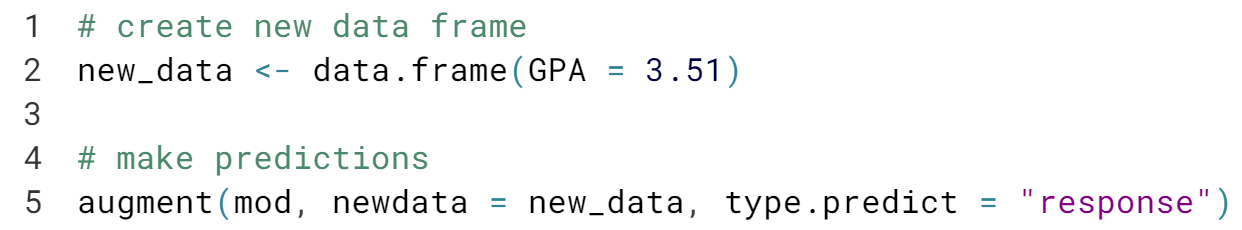 1 # create new data frame
2 new_data <- data.frame(GPA = 3.51)
3
4 # make predictions
5 augment(mod, newdata = new_data, type.predict = "response")